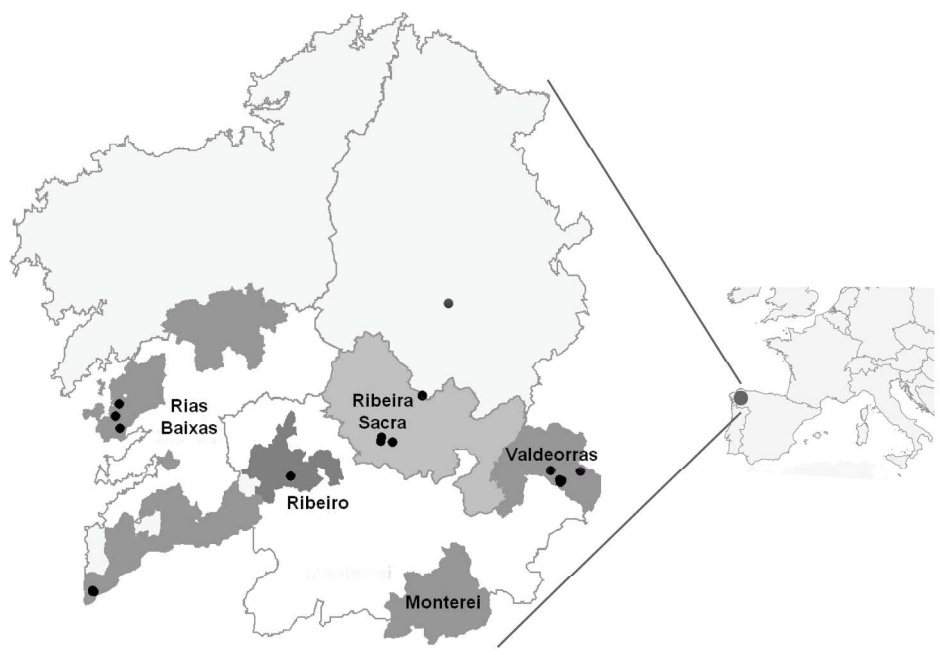 Rias
Baixas
Ribeira
Sacra
Valdeorras
Ribeiro
Monterei